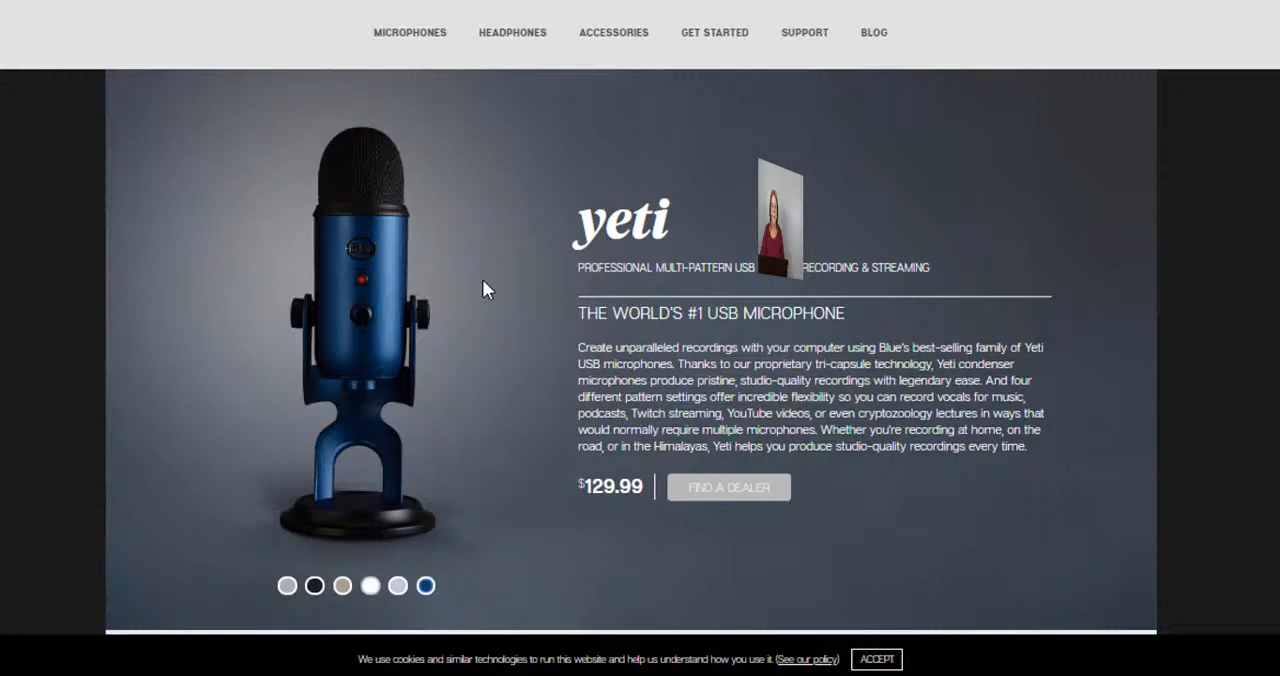 MICROPHONES HEADPHONES ACCESSORIES GET STARTED SUPPORT BLOG
yeti
PROFESSIONAL MULTI-PATTERN USB RECORDING & STREAMING
THE WORLD'S #1 USB MICROPHONE
Create unparalleled recordings with your computer using Blue's best-selling family of Yeti
USB microphones. Thanks to our proprietary tri-capsule technology, Yeti condenser
microphones produce pristine, studio-quality recordings with legendary ease. And four
different pattern settings offer incredible flexibility so you can record vocals for music,
podcasts, Twitch streaming, YouTube videos, or even cryptozoology lectures in ways that
would normally require multiple microphones. Whether you're recording at home, on the
road, or in the Himalayas, Yeti helps you produce studio-quality recordings every time.
$129.99 FIND A DEALER
We use cookies and similar technologies to run this website and help us understand how you use it. (See our policy) ACCEPT